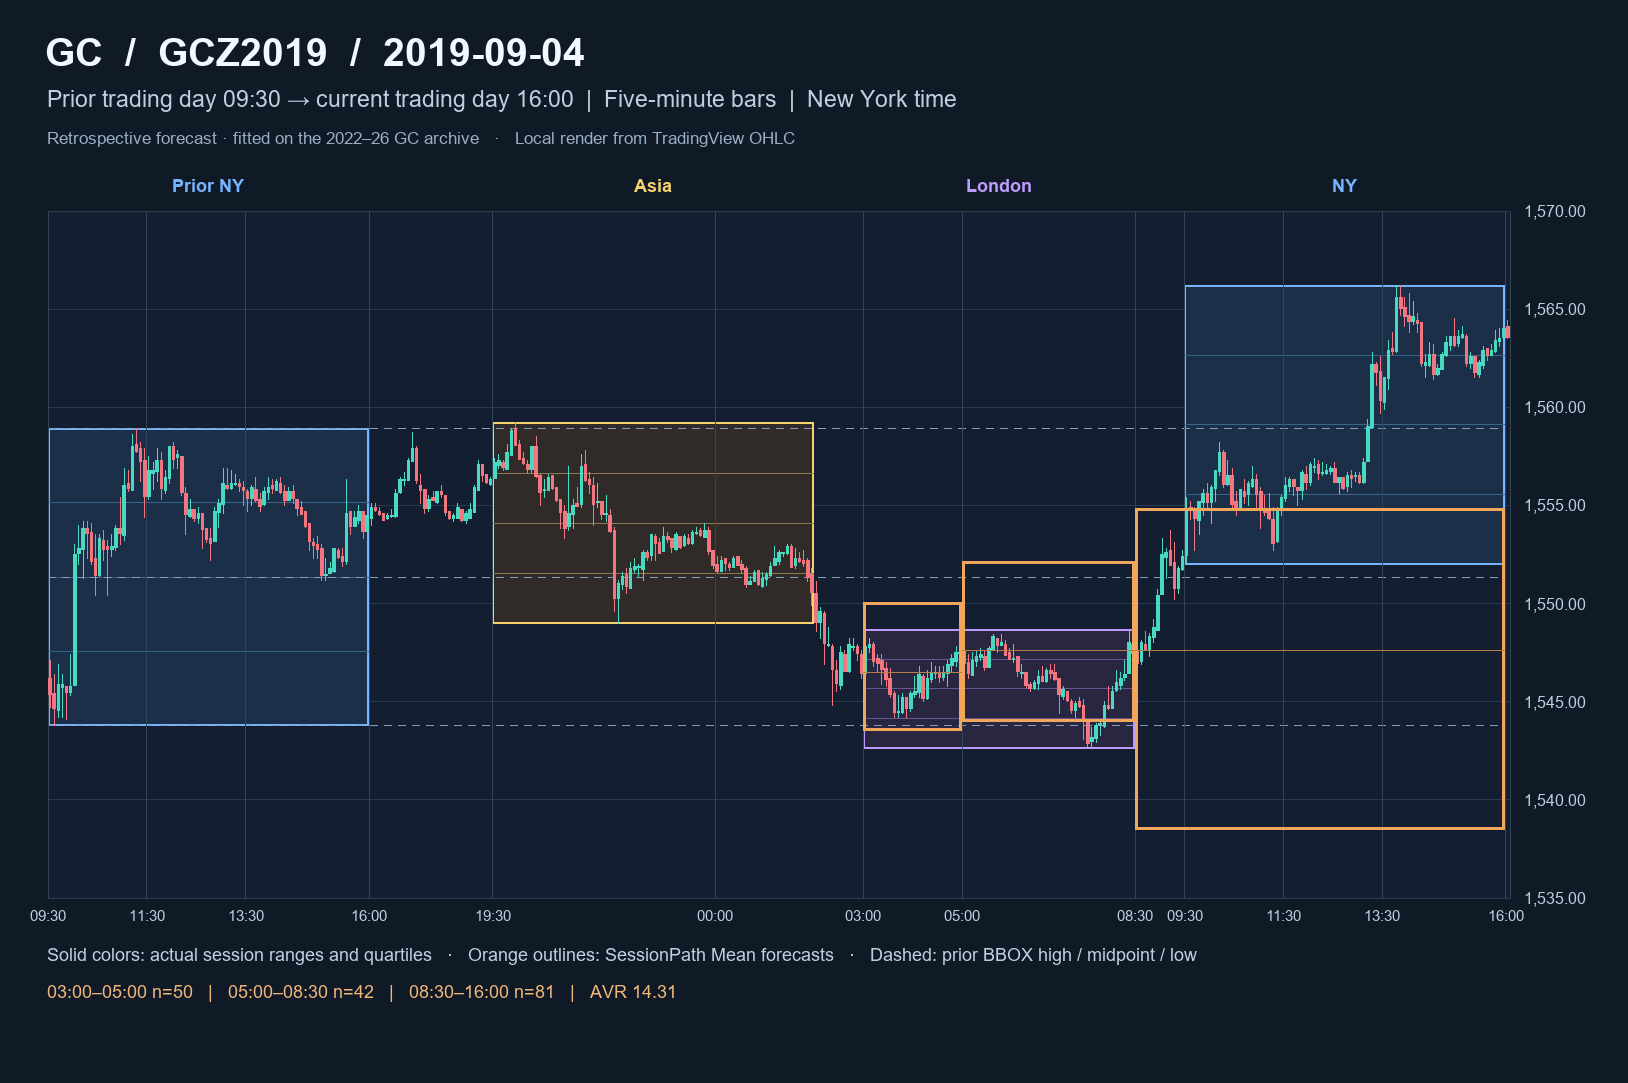 GC / GCZ2019 / 2019-09-04
Prior trading day 09:30 → current trading day 16:00 | Five-minute bars | New York time
Retrospective forecast · fitted on the 2022–26 GC archive · Local render from TradingView OHLC
Prior NY Asia London NY
1,570.00
1,565.00
1,560.00
1,555.00
1,550.00
1,545.00
1,540.00
1,535.00
09:30 11:30 13:30 16:00 19:30 00:00 03:00 05:00 08:30 09:30 11:30 13:30 16:00
Solid colors: actual session ranges and quartiles · Orange outlines: SessionPath Mean forecasts · Dashed: prior BBOX high / midpoint / low
03:00–05:00 n=50 | 05:00–08:30 n=42 | 08:30–16:00 n=81 | AVR 14.31